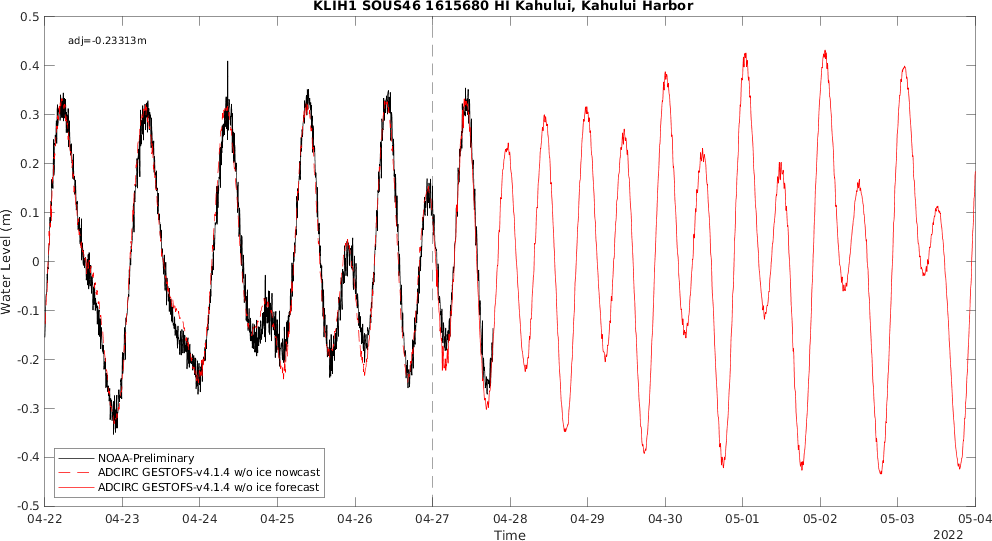 KLIH1 SOUS46 1615680 HI Kahului, Kahului Harbor
adj=-0.23313m
0.5
0.4
0.3
0.2
0.1
0
-0.1
-0.2
-0.3
-0.4
-0.5
Water Level (m)
NOAA-Preliminary
ADCIRC GESTOFS-v4.1.4 w/o ice nowcast
ADCIRC GESTOFS-v4.1.4 w/o ice forecast
04-22 04-23 04-24 04-25 04-26 04-27 04-28 04-29 04-30 05-01 05-02 05-03 05-04
Time
2022